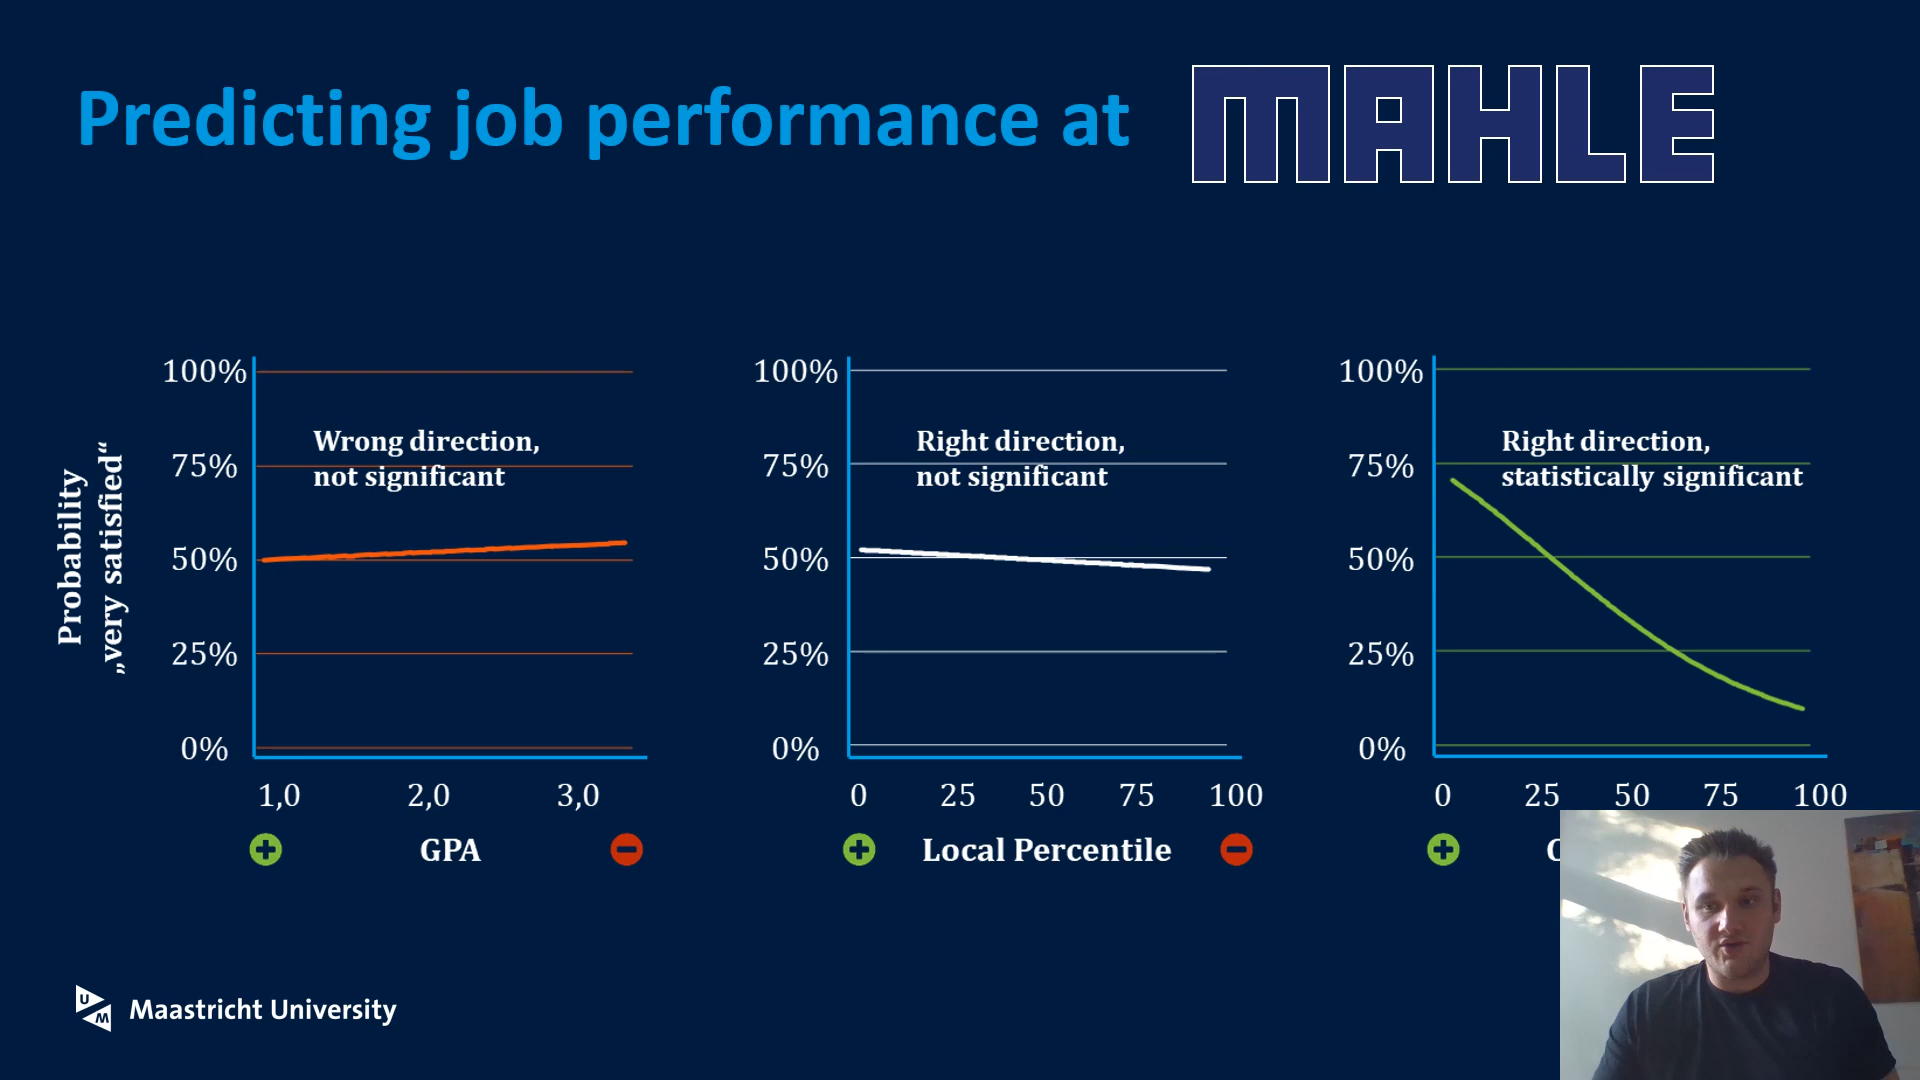 Predicting job performance at MAHLE
Probability
„very satisfied“
100%
75%
50%
25%
0%
Wrong direction,
not significant
1,0 2,0 3,0
GPA
100%
75%
50%
25%
0%
Right direction,
not significant
0 25 50 75 100
Local Percentile
100%
75%
50%
25%
0%
Right direction,
statistically significant
0 25 50 75 100
UM Maastricht University